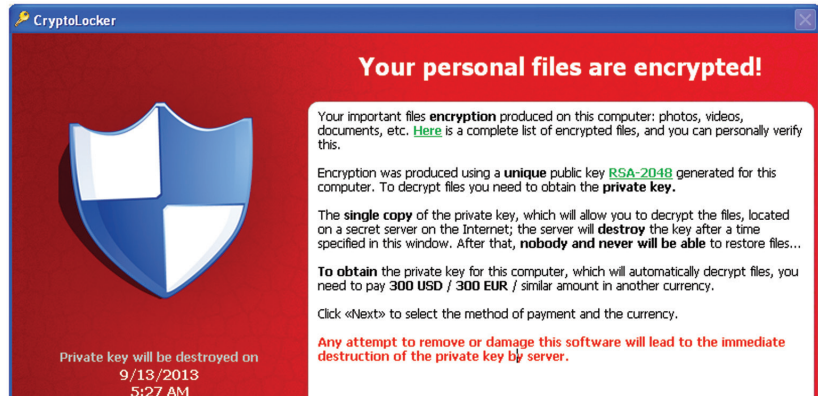 CryptoLocker
Your personal files are encrypted!
Your important files encryption produced on this computer: photos, videos,
documents, etc. Here is a complete list of encrypted files, and you can personally verify
this.
Encryption was produced using a unique public key RSA-2048 generated for this
computer. To decrypt files you need to obtain the private key.
The single copy of the private key, which will allow you to decrypt the files, located
on a secret server on the Internet; the server will destroy the key after a time
specified in this window. After that, nobody and never will be able to restore files...
To obtain the private key for this computer, which will automatically decrypt files, you
need to pay 300 USD / 300 EUR / similar amount in another currency.
Click «Next» to select the method of payment and the currency.
Any attempt to remove or damage this software will lead to the immediate
destruction of the private key by server.
Private key will be destroyed on
9/13/2013
5:27 AM